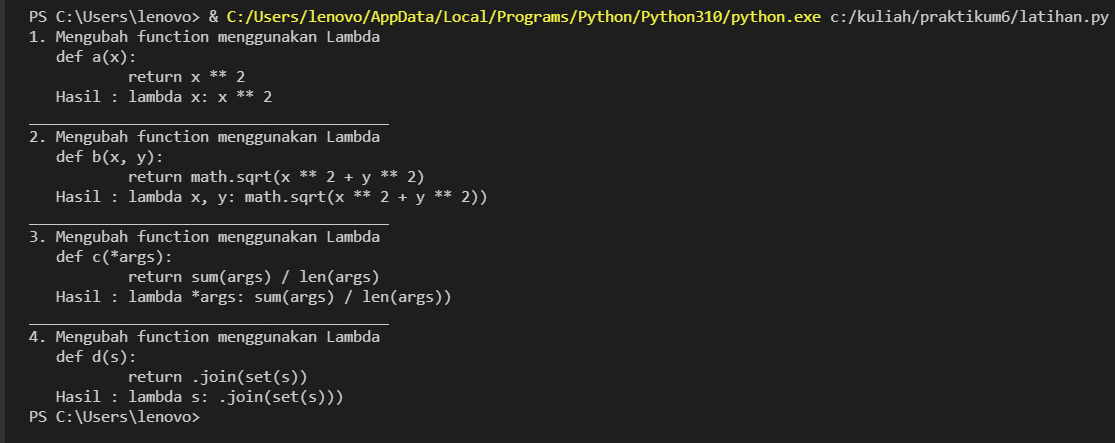 PS C:\Users\lenovo> & C:/Users/lenovo/AppData/Local/Programs/Python/Python310/python.exe c:/kuliah/praktikum6/latihan.py
1. Mengubah function menggunakan Lambda
   def a(x):
           return x ** 2
   Hasil : lambda x: x ** 2
________________________________________
2. Mengubah function menggunakan Lambda
   def b(x, y):
           return math.sqrt(x ** 2 + y ** 2)
   Hasil : lambda x, y: math.sqrt(x ** 2 + y ** 2))
________________________________________
3. Mengubah function menggunakan Lambda
   def c(*args):
           return sum(args) / len(args)
   Hasil : lambda *args: sum(args) / len(args))
________________________________________
4. Mengubah function menggunakan Lambda
   def d(s):
           return .join(set(s))
   Hasil : lambda s: .join(set(s)))
PS C:\Users\lenovo>